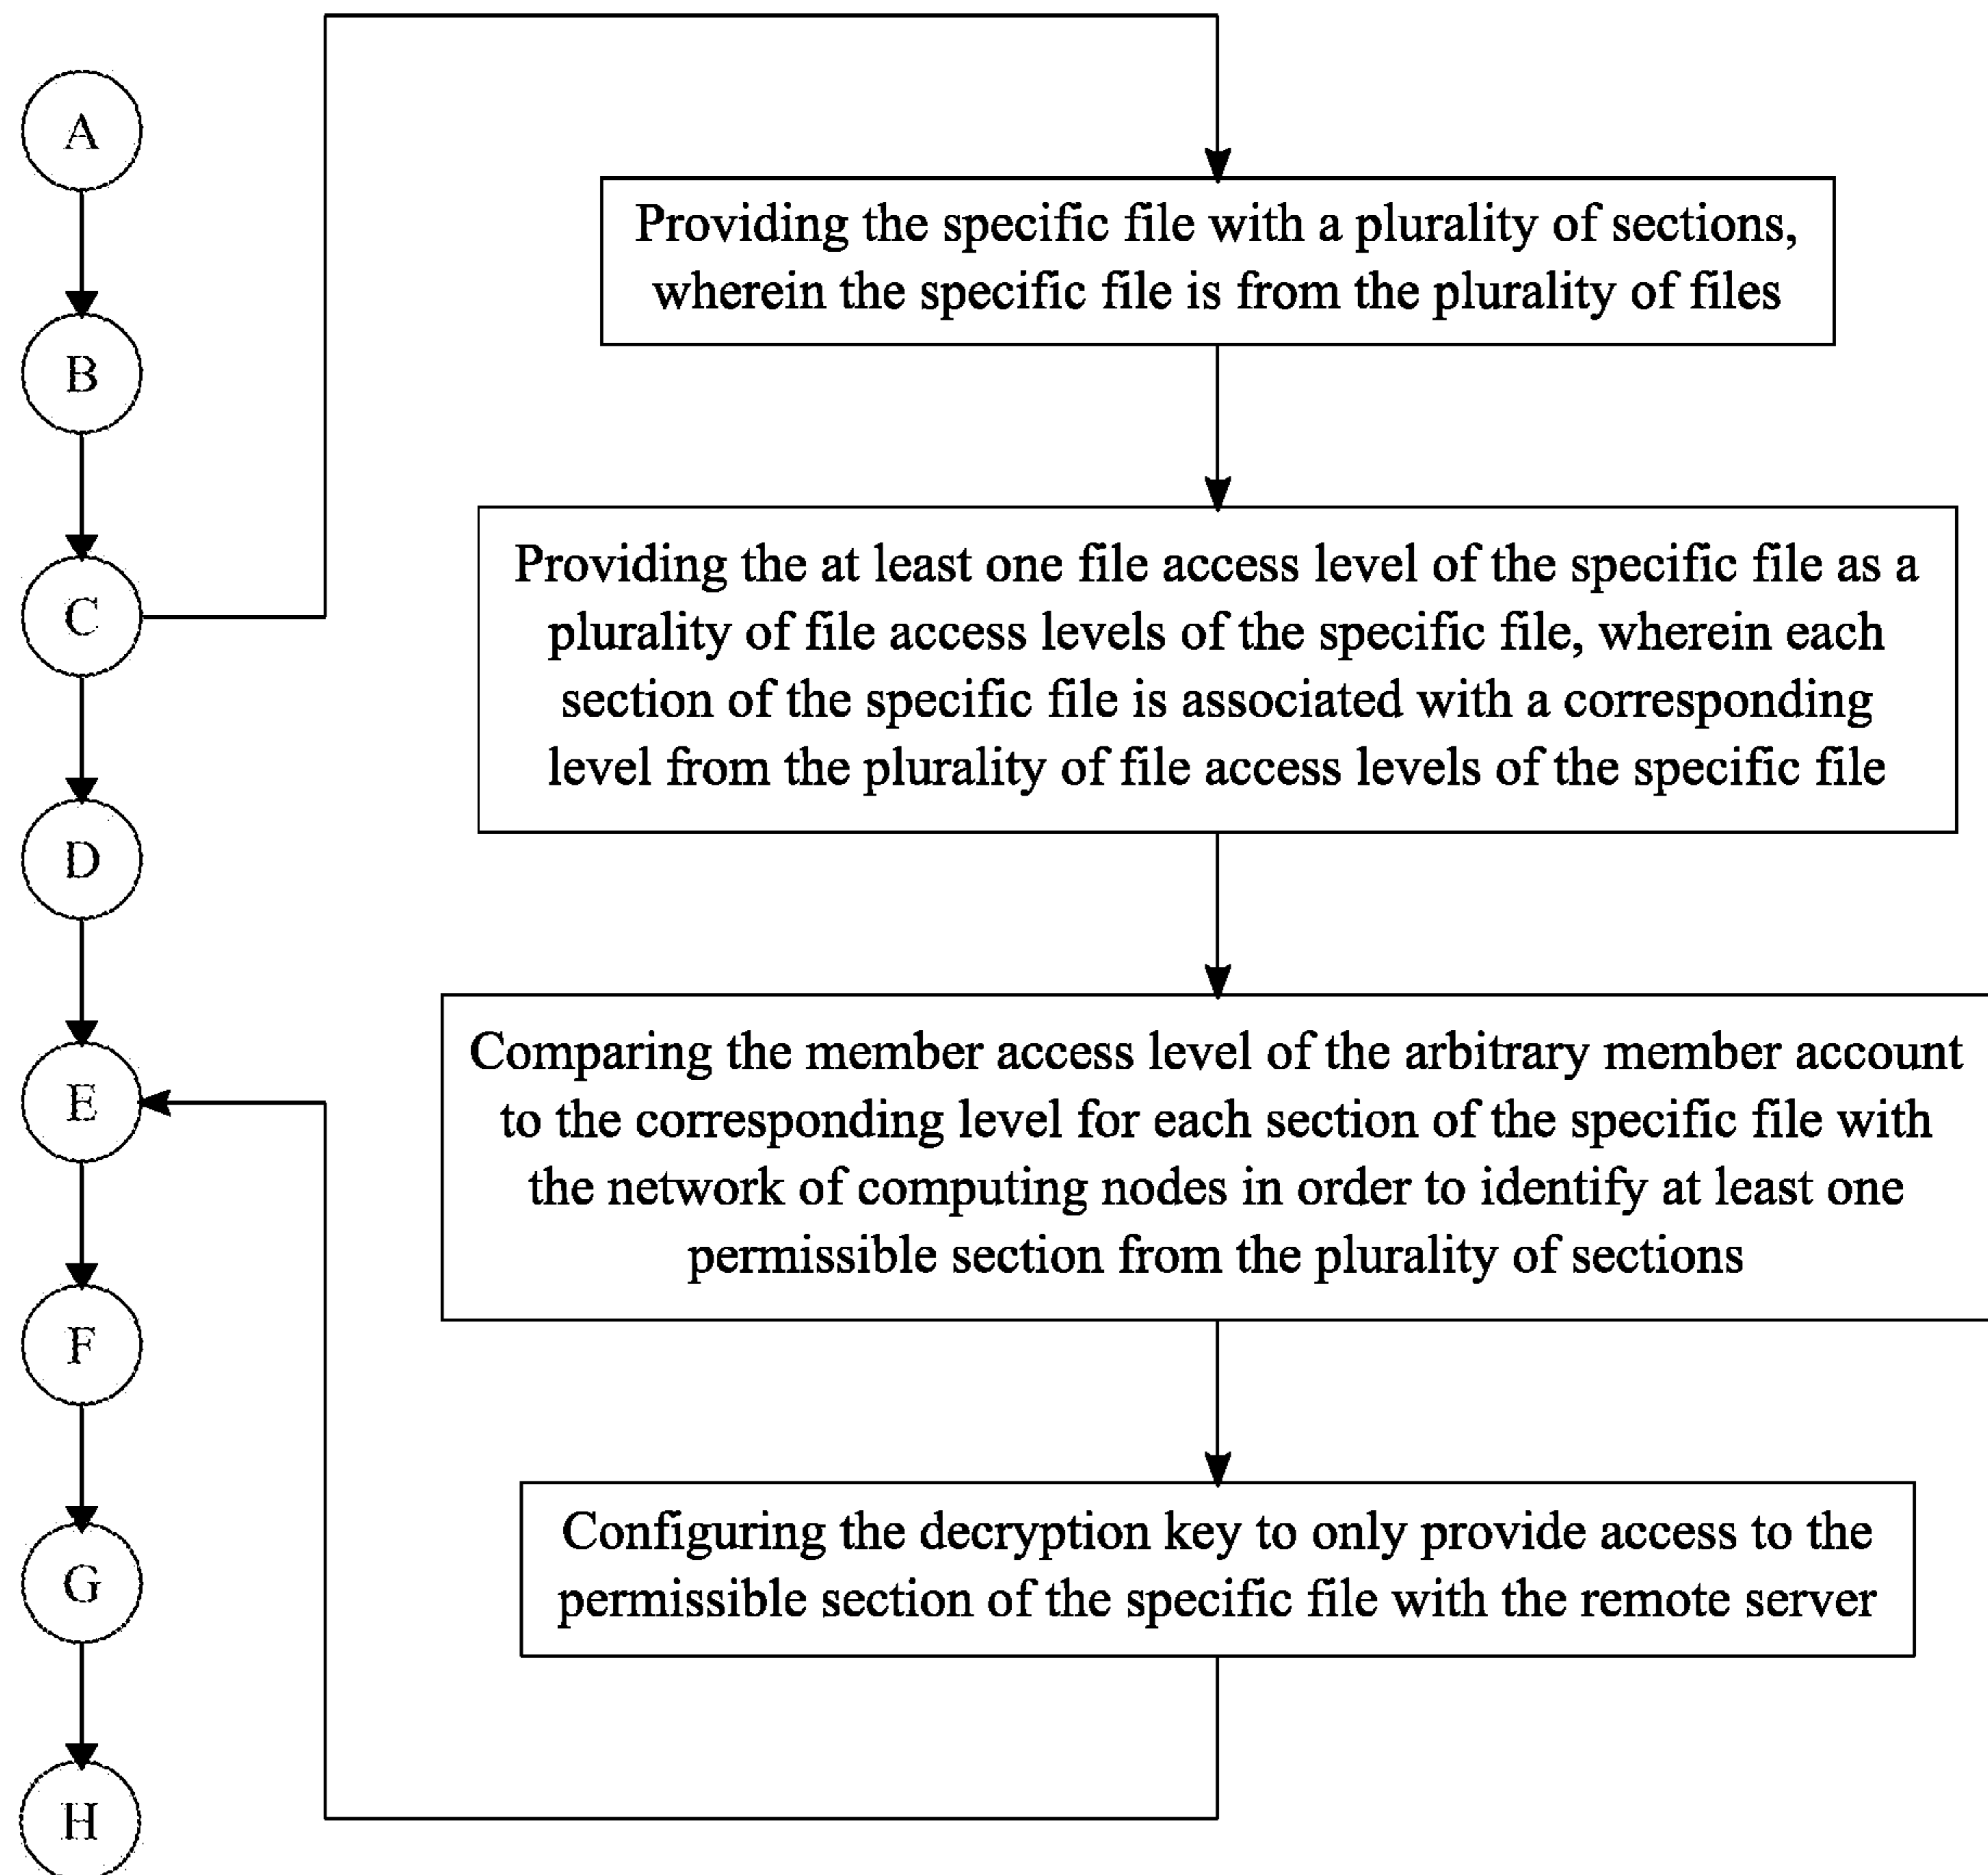 A
B
C
D
E
F
G
H
Providing the specific file with a plurality of sections,
wherein the specific file is from the plurality of files
Providing the at least one file access level of the specific file as a
plurality of file access levels of the specific file, wherein each
section of the specific file is associated with a corresponding
level from the plurality of file access levels of the specific file
Comparing the member access level of the arbitrary member account
to the corresponding level for each section of the specific file with
the network of computing nodes in order to identify at least one
permissible section from the plurality of sections
Configuring the decryption key to only provide access to the
permissible section of the specific file with the remote server